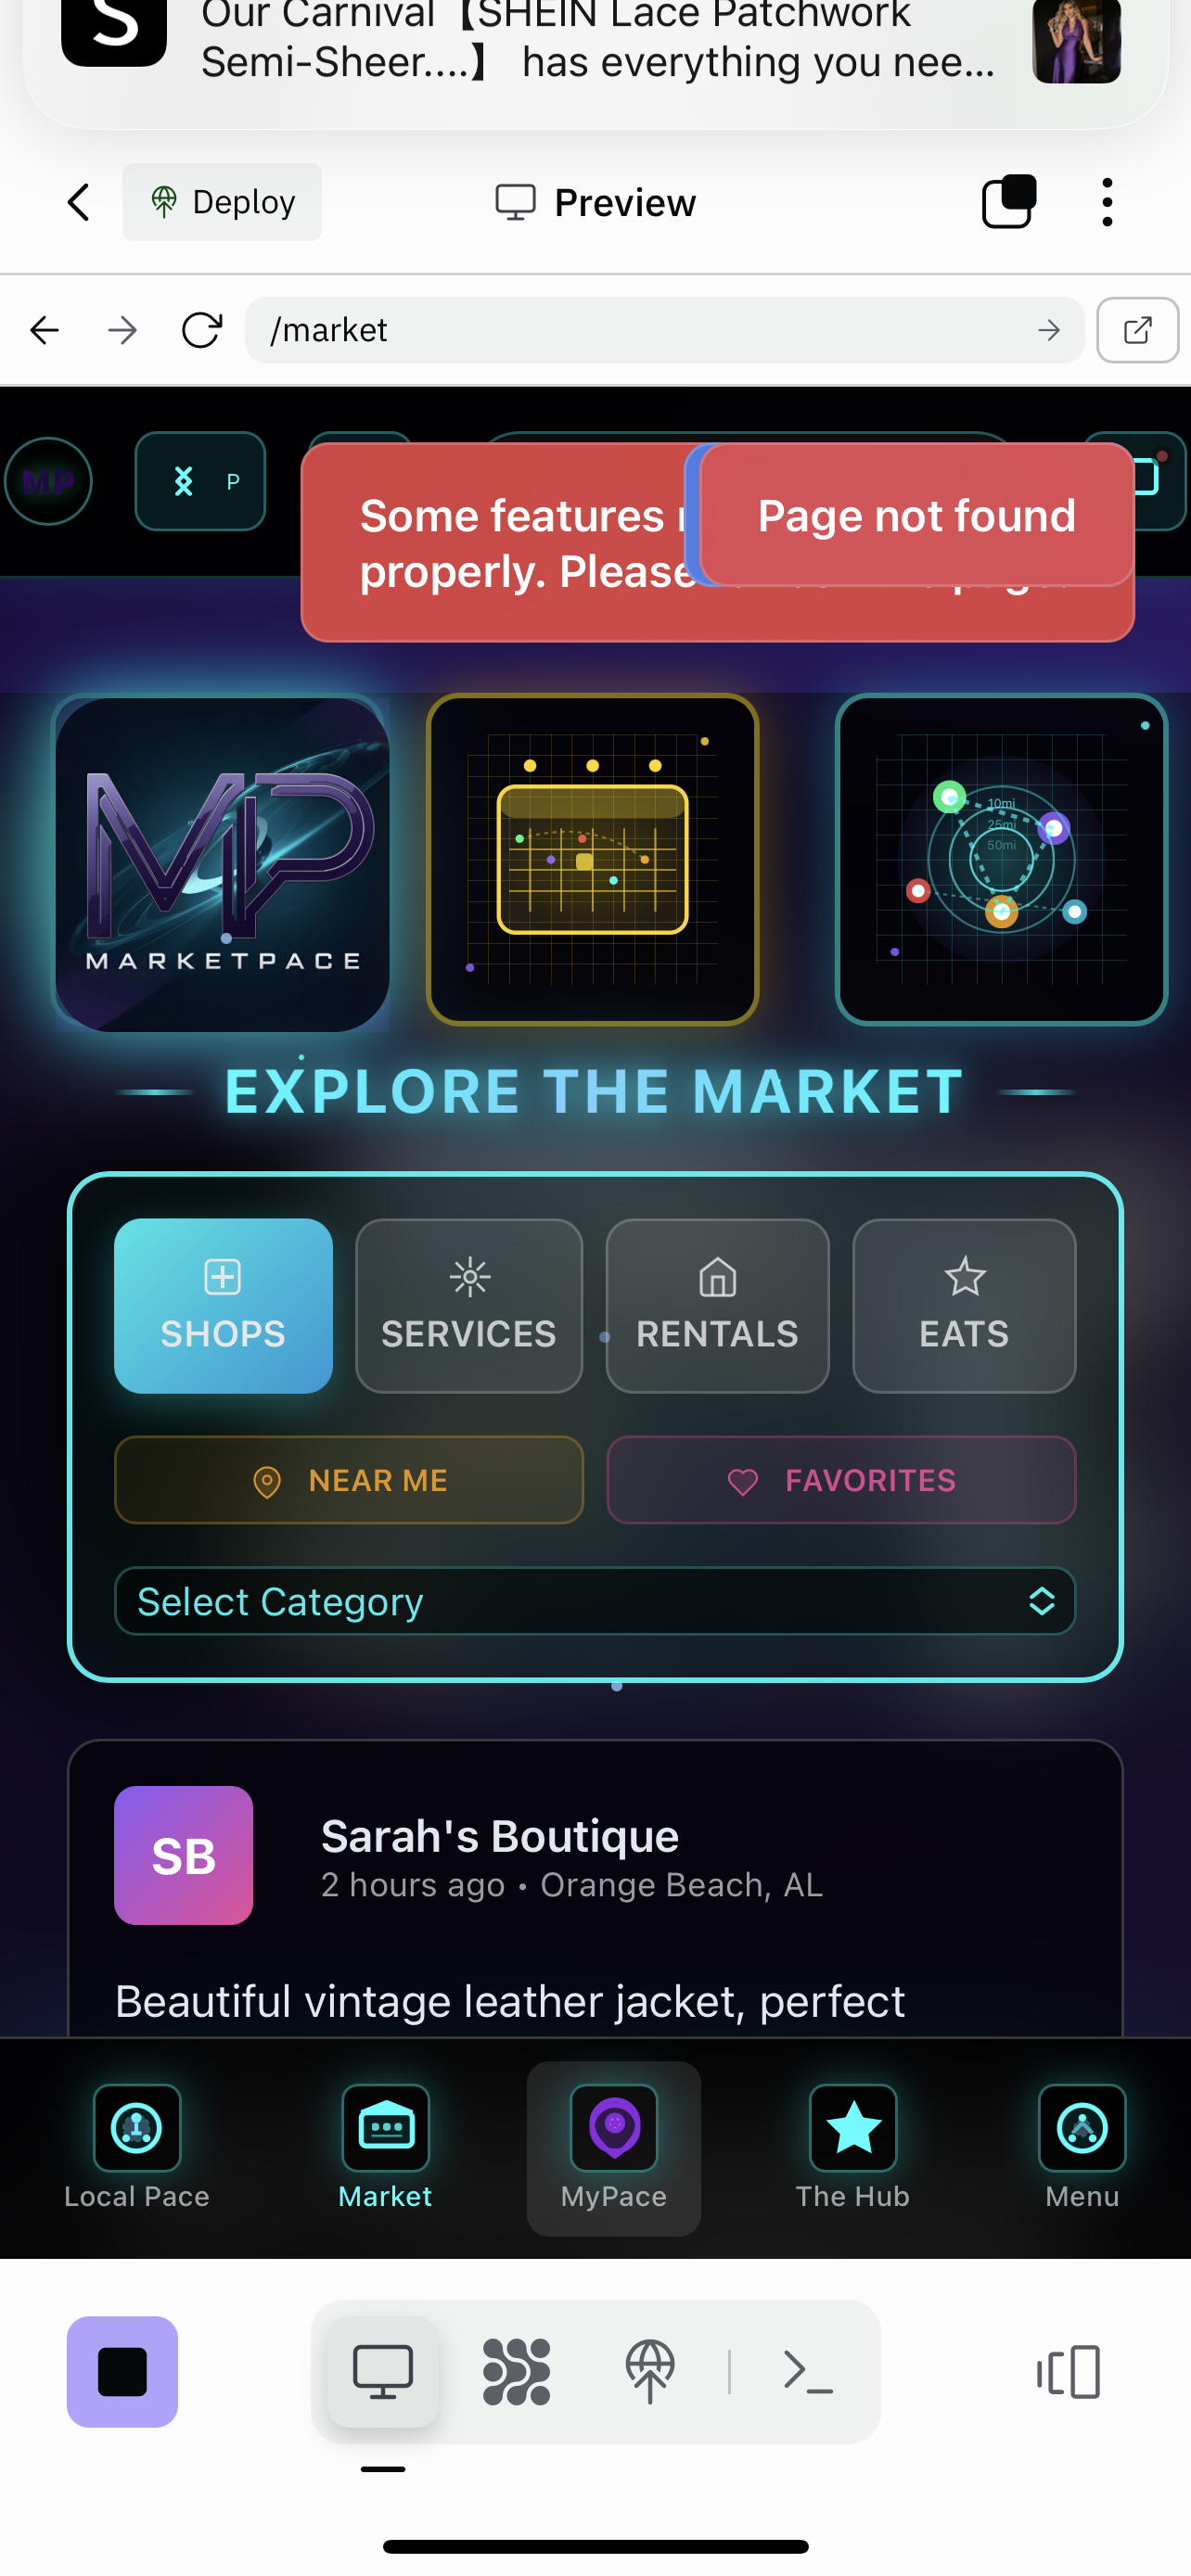 S
Our Carnival【SHEIN Lace Patchwork
Semi-Sheer....】 has everything you nee...
Deploy
Preview
/market
MP
P
Some features
Page not found
properly. Please
MP
MARKETPACE
10mi
25mi
50mi
EXPLORE THE MARKET
SHOPS
SERVICES
RENTALS
EATS
NEAR ME
FAVORITES
Select Category
SB
Sarah's Boutique
2 hours ago • Orange Beach, AL
Beautiful vintage leather jacket, perfect
Local Pace
Market
MyPace
The Hub
Menu